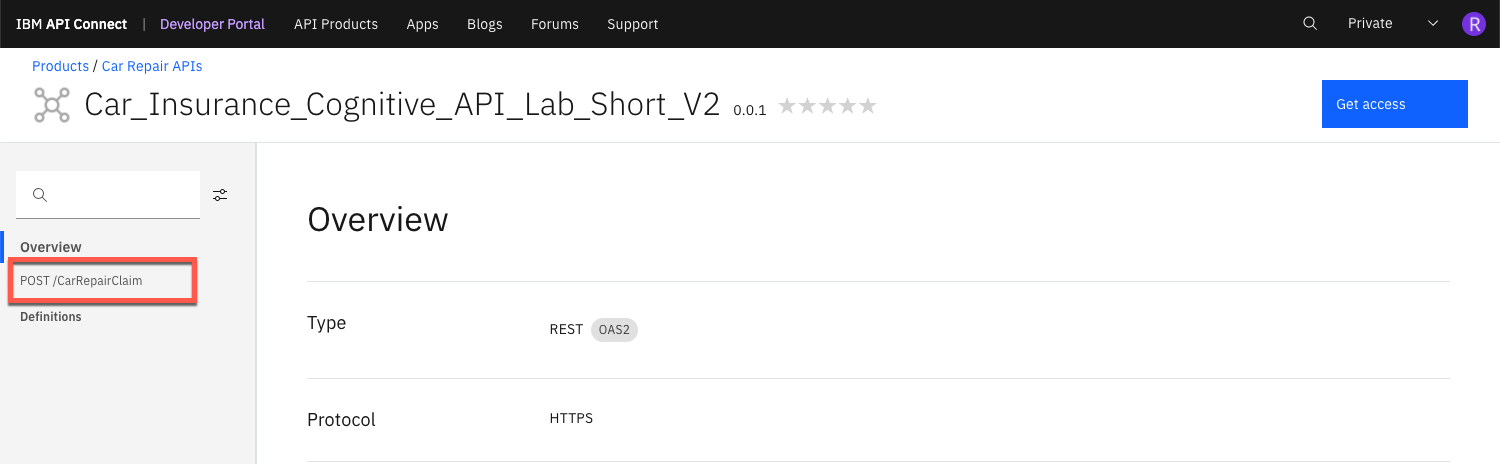 IBM API Connect | Developer Portal API Products Apps Blogs Forums Support Private R
Products / Car Repair APIs
Car_Insurance_Cognitive_API_Lab_Short_V2 0.0.1
Get access
Overview
POST /CarRepairClaim
Definitions
Overview
Type REST OAS2
Protocol HTTPS